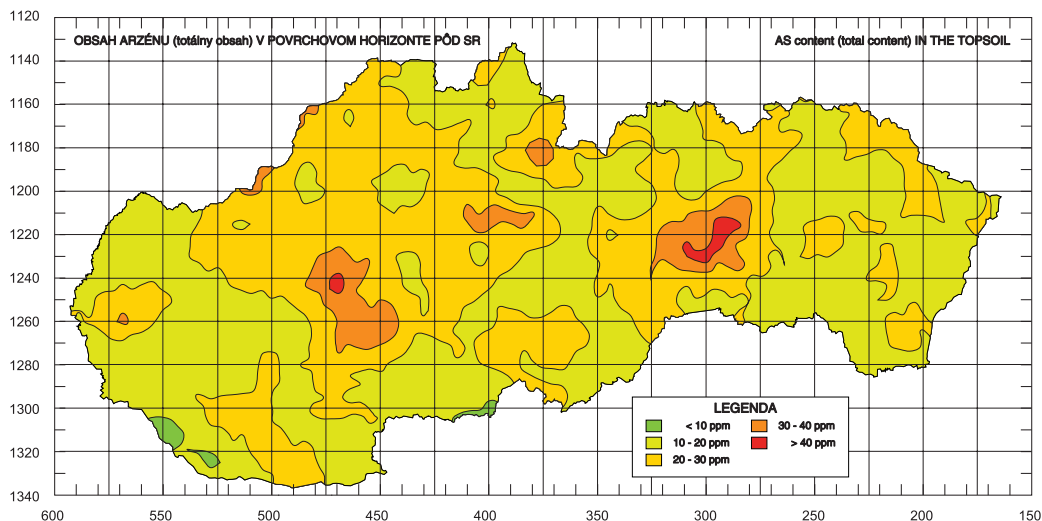 OBSAH ARZÉNU (totálny obsah) V POVRCHOVOM HORIZONTE PÔD SR
AS content (total content) IN THE TOPSOIL
1120
1140
1160
1180
1200
1220
1240
1260
1280
1300
1320
1340
LEGENDA
< 10 ppm
30 - 40 ppm
10 - 20 ppm
> 40 ppm
20 - 30 ppm
600
550
500
450
400
350
300
250
200
150